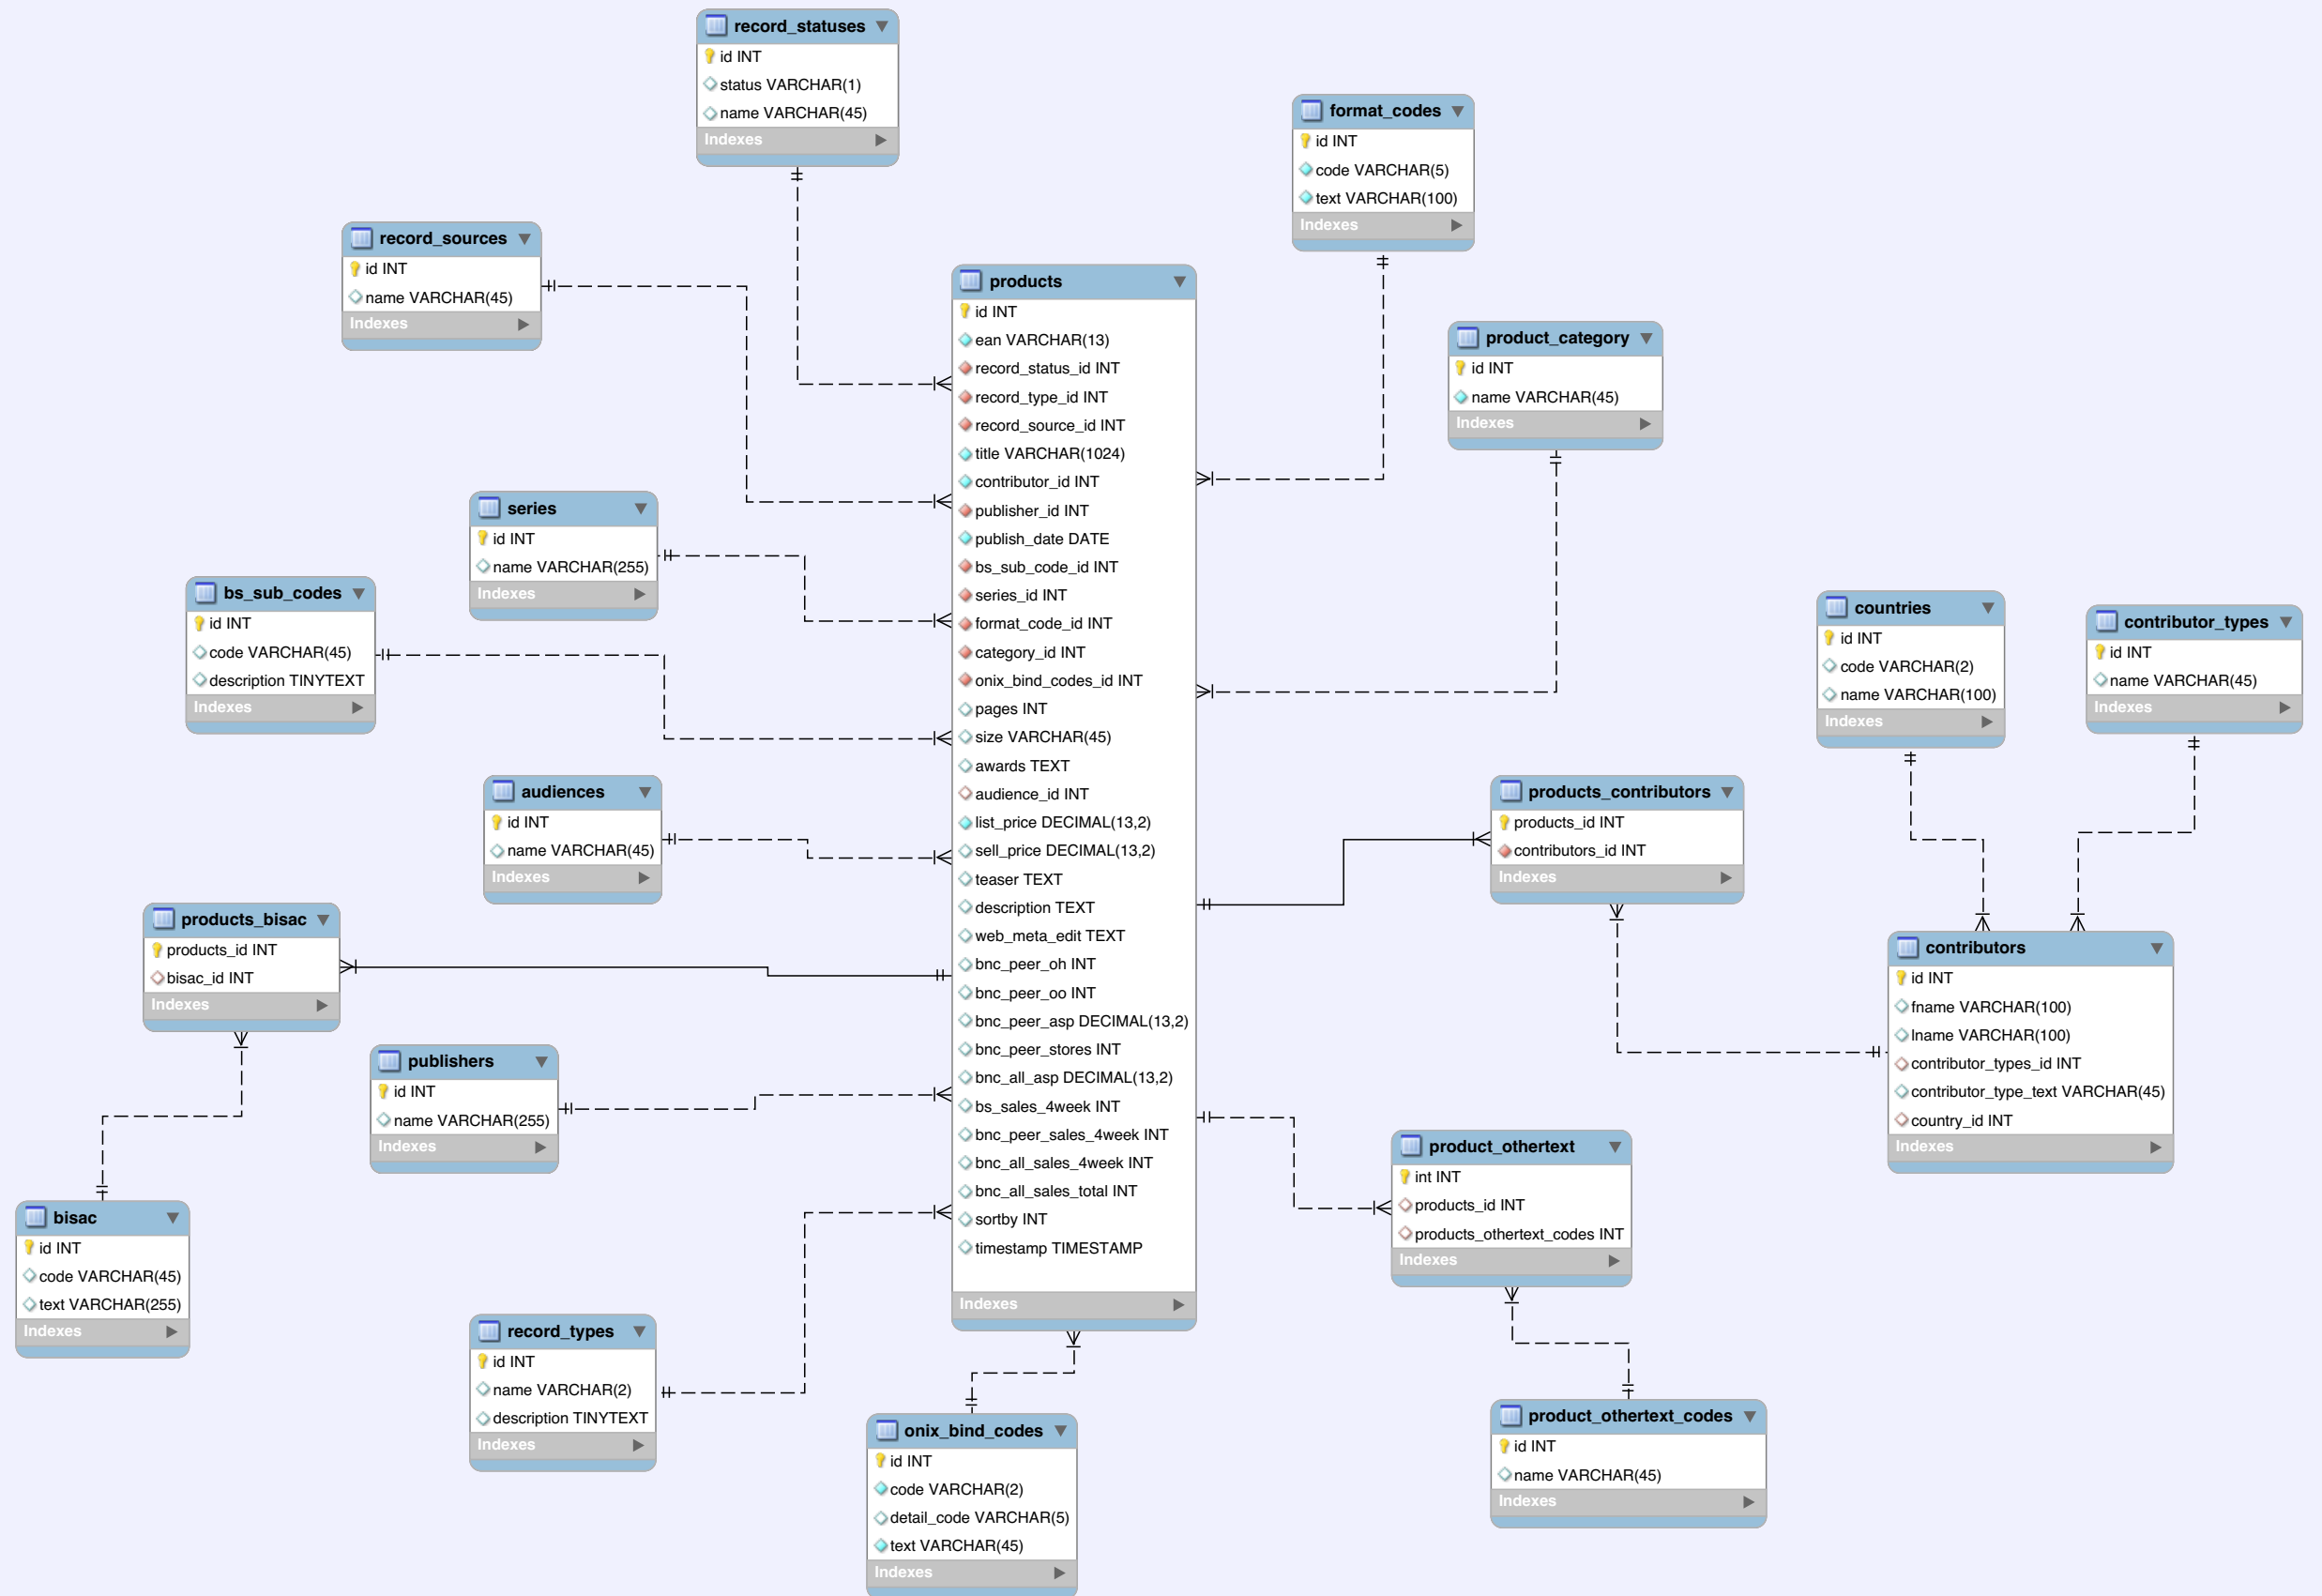 record_statuses
id INT
status VARCHAR(1)
name VARCHAR(45)
Indexes
format_codes
id INT
code VARCHAR(5)
text VARCHAR(100)
Indexes
record_sources
id INT
name VARCHAR(45)
Indexes
products
id INT
ean VARCHAR(13)
record_status_id INT
record_type_id INT
record_source_id INT
title VARCHAR(1024)
contributor_id INT
publisher_id INT
publish_date DATE
bs_sub_code_id INT
series_id INT
format_code_id INT
category_id INT
onix_bind_codes_id INT
pages INT
size VARCHAR(45)
awards TEXT
audience_id INT
list_price DECIMAL(13,2)
sell_price DECIMAL(13,2)
teaser TEXT
description TEXT
web_meta_edit TEXT
bnc_peer_oh INT
bnc_peer_oo INT
bnc_peer_asp DECIMAL(13,2)
bnc_peer_stores INT
bnc_all_asp DECIMAL(13,2)
bs_sales_4week INT
bnc_peer_sales_4week INT
bnc_all_sales_4week INT
bnc_all_sales_total INT
sortby INT
timestamp TIMESTAMP
Indexes
product_category
id INT
name VARCHAR(45)
Indexes
series
id INT
name VARCHAR(255)
Indexes
bs_sub_codes
id INT
code VARCHAR(45)
description TINYTEXT
Indexes
countries
id INT
code VARCHAR(2)
name VARCHAR(100)
Indexes
contributor_types
id INT
name VARCHAR(45)
Indexes
audiences
id INT
name VARCHAR(45)
Indexes
products_contributors
products_id INT
contributors_id INT
Indexes
products_bisac
products_id INT
bisac_id INT
Indexes
contributors
id INT
fname VARCHAR(100)
lname VARCHAR(100)
contributor_types_id INT
contributor_type_text VARCHAR(45)
country_id INT
Indexes
publishers
id INT
name VARCHAR(255)
Indexes
product_othertext
int INT
products_id INT
products_othertext_codes INT
Indexes
bisac
id INT
code VARCHAR(45)
text VARCHAR(255)
Indexes
record_types
id INT
name VARCHAR(2)
description TINYTEXT
Indexes
onix_bind_codes
id INT
code VARCHAR(2)
detail_code VARCHAR(5)
text VARCHAR(45)
Indexes
product_othertext_codes
id INT
name VARCHAR(45)
Indexes